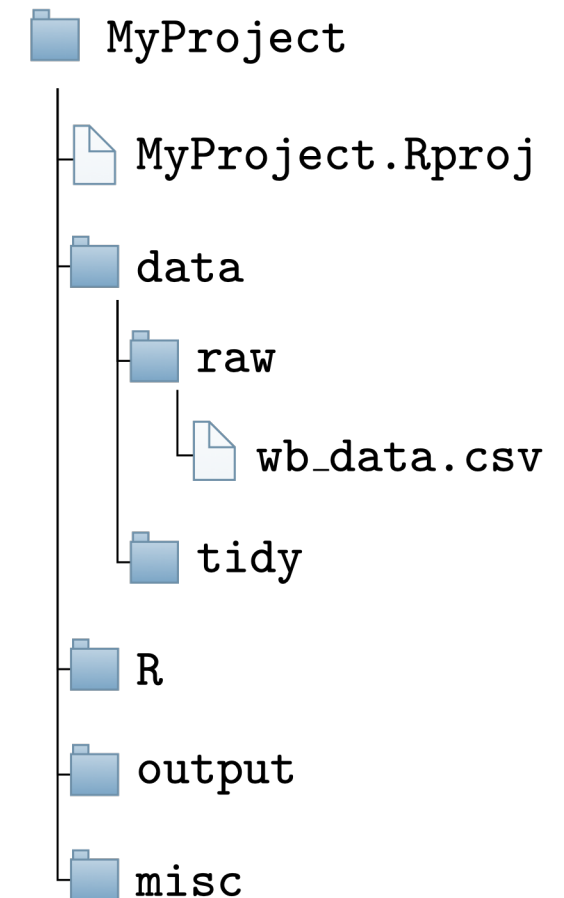 MyProject
MyProject.Rproj
data
raw
wb_data.csv
tidy
R
output
misc